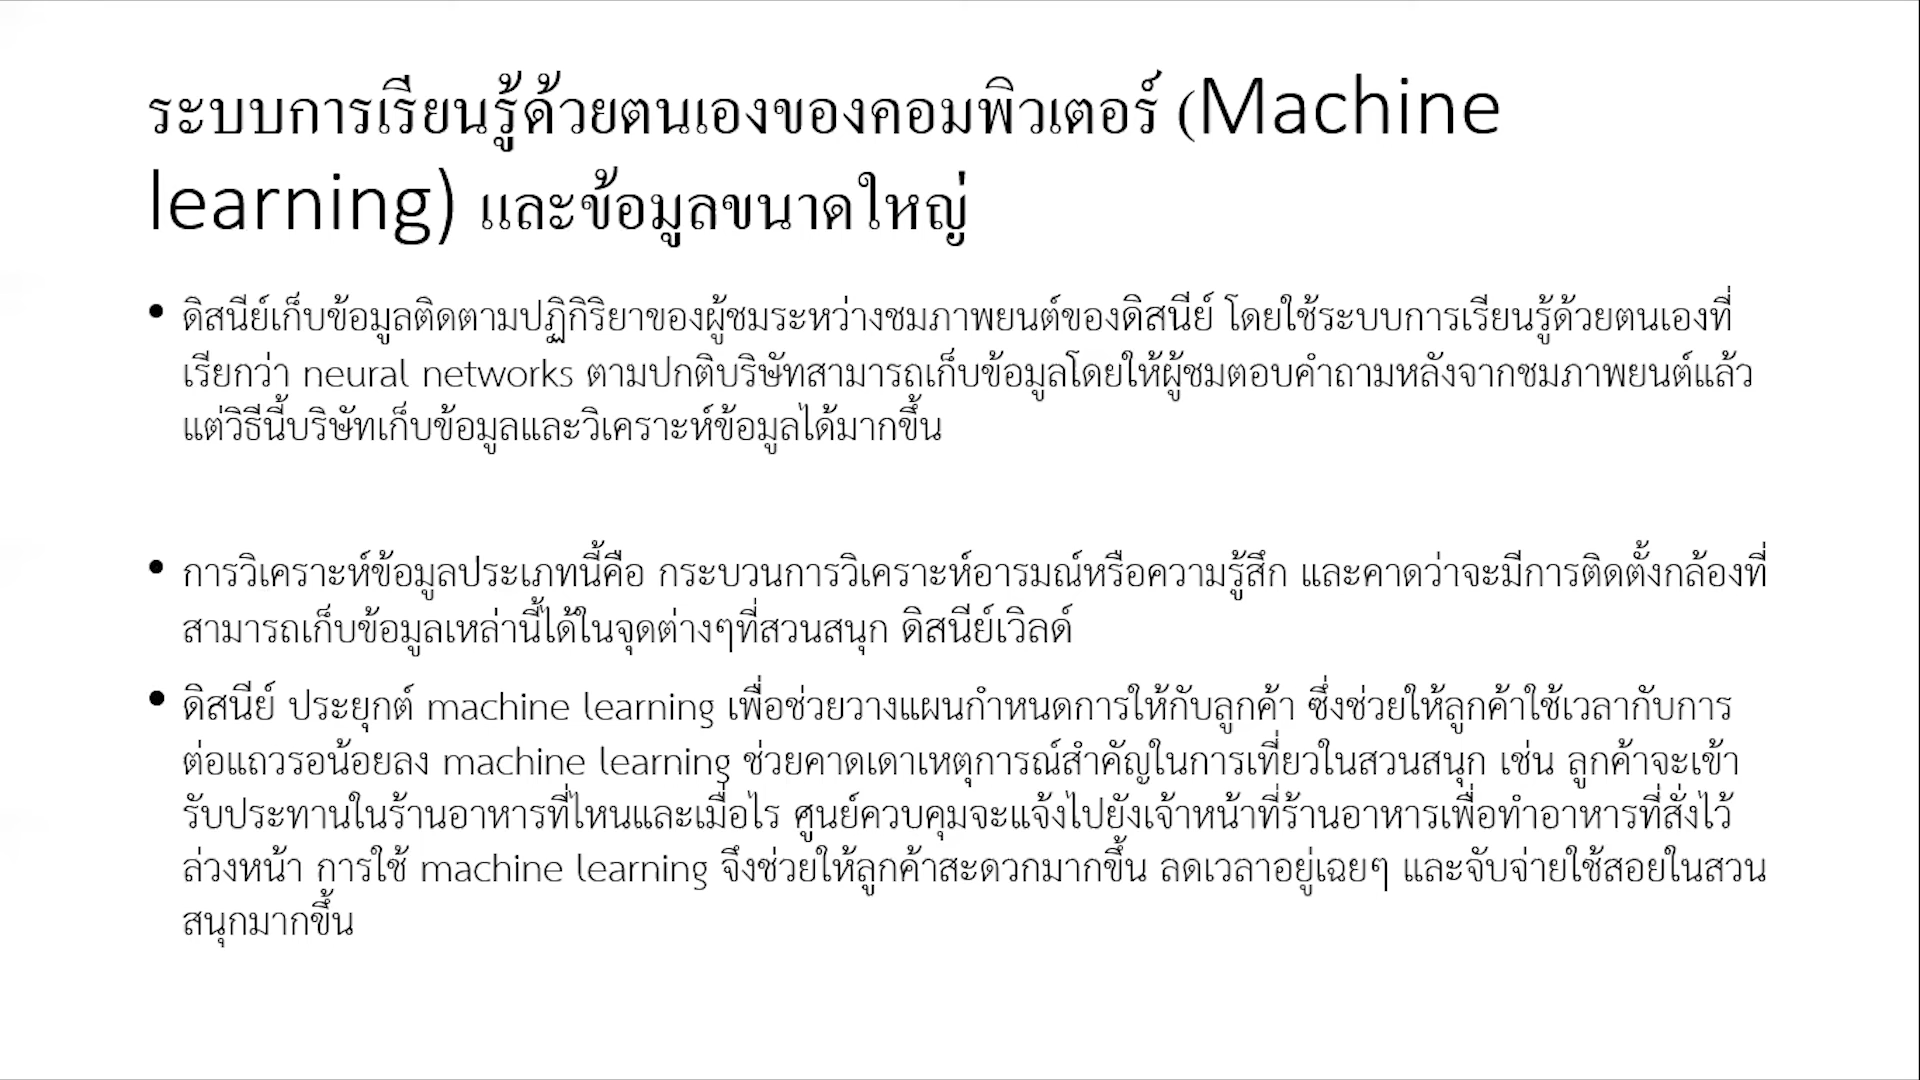 ระบบการเรียนรู้ด้วยตนเองของคอมพิวเตอร์ (Machine
learning) และข้อมูลขนาดใหญ่
• ดิสนีย์เก็บข้อมูลติดตามปฏิกิริยาของผู้ชมระหว่างชมภาพยนต์ของดิสนีย์ โดยใช้ระบบการเรียนรู้ด้วยตนเองที่
เรียกว่า neural networks ตามปกติบริษัทสามารถเก็บข้อมูลโดยให้ผู้ชมตอบคำถามหลังจากชมภาพยนต์แล้ว
แต่วิธีนี้บริษัทเก็บข้อมูลและวิเคราะห์ข้อมูลได้มากขึ้น
• การวิเคราะห์ข้อมูลประเภทนี้คือ กระบวนการวิเคราะห์อารมณ์หรือความรู้สึก และคาดว่าจะมีการติดตั้งกล้องที่
สามารถเก็บข้อมูลเหล่านี้ได้ในจุดต่างๆที่สวนสนุก ดิสนีย์เวิลด์
• ดิสนีย์ ประยุกต์ machine learning เพื่อช่วยวางแผนกำหนดการให้กับลูกค้า ซึ่งช่วยให้ลูกค้าใช้เวลากับการ
ต่อแถวรอน้อยลง machine learning ช่วยคาดเดาเหตุการณ์สำคัญในการเที่ยวในสวนสนุก เช่น ลูกค้าจะเข้า
รับประทานในร้านอาหารที่ไหนและเมื่อไร ศูนย์ควบคุมจะแจ้งไปยังเจ้าหน้าที่ร้านอาหารเพื่อทำอาหารที่สั่งไว้
ล่วงหน้า การใช้ machine learning จึงช่วยให้ลูกค้าสะดวกมากขึ้น ลดเวลาอยู่เฉยๆ และจับจ่ายใช้สอยในสวน
สนุกมากขึ้น